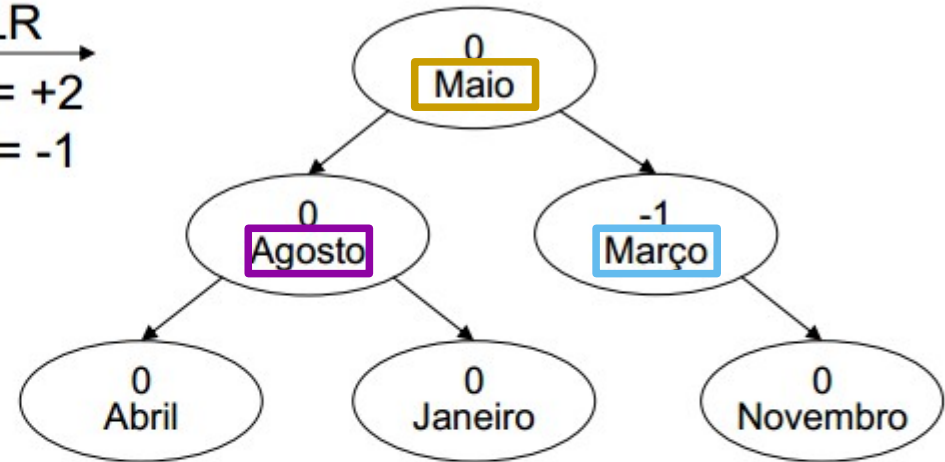 LR
= +2
= -1
0
Maio
0
Agosto
-1
Março
0
Abril
0
Janeiro
0
Novembro